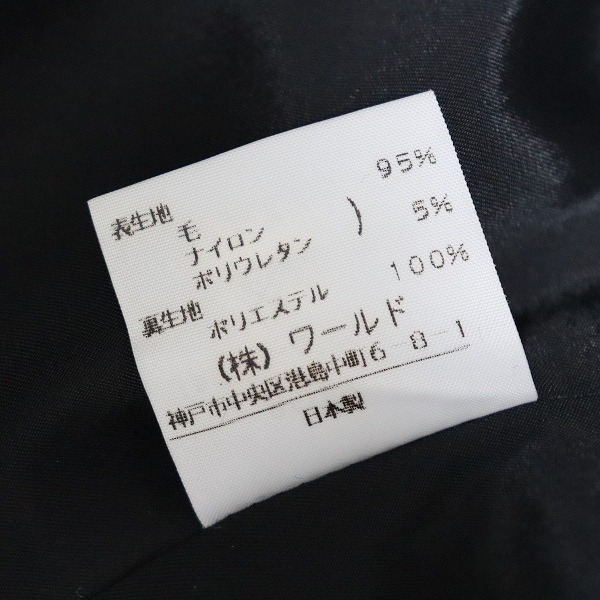 表生地 毛 95%
ナイロン
ポリウレタン ) 5%
裏生地 ポリエステル 100%
(株) ワールド
神戸市中央区港島中町6-8-1
日本製